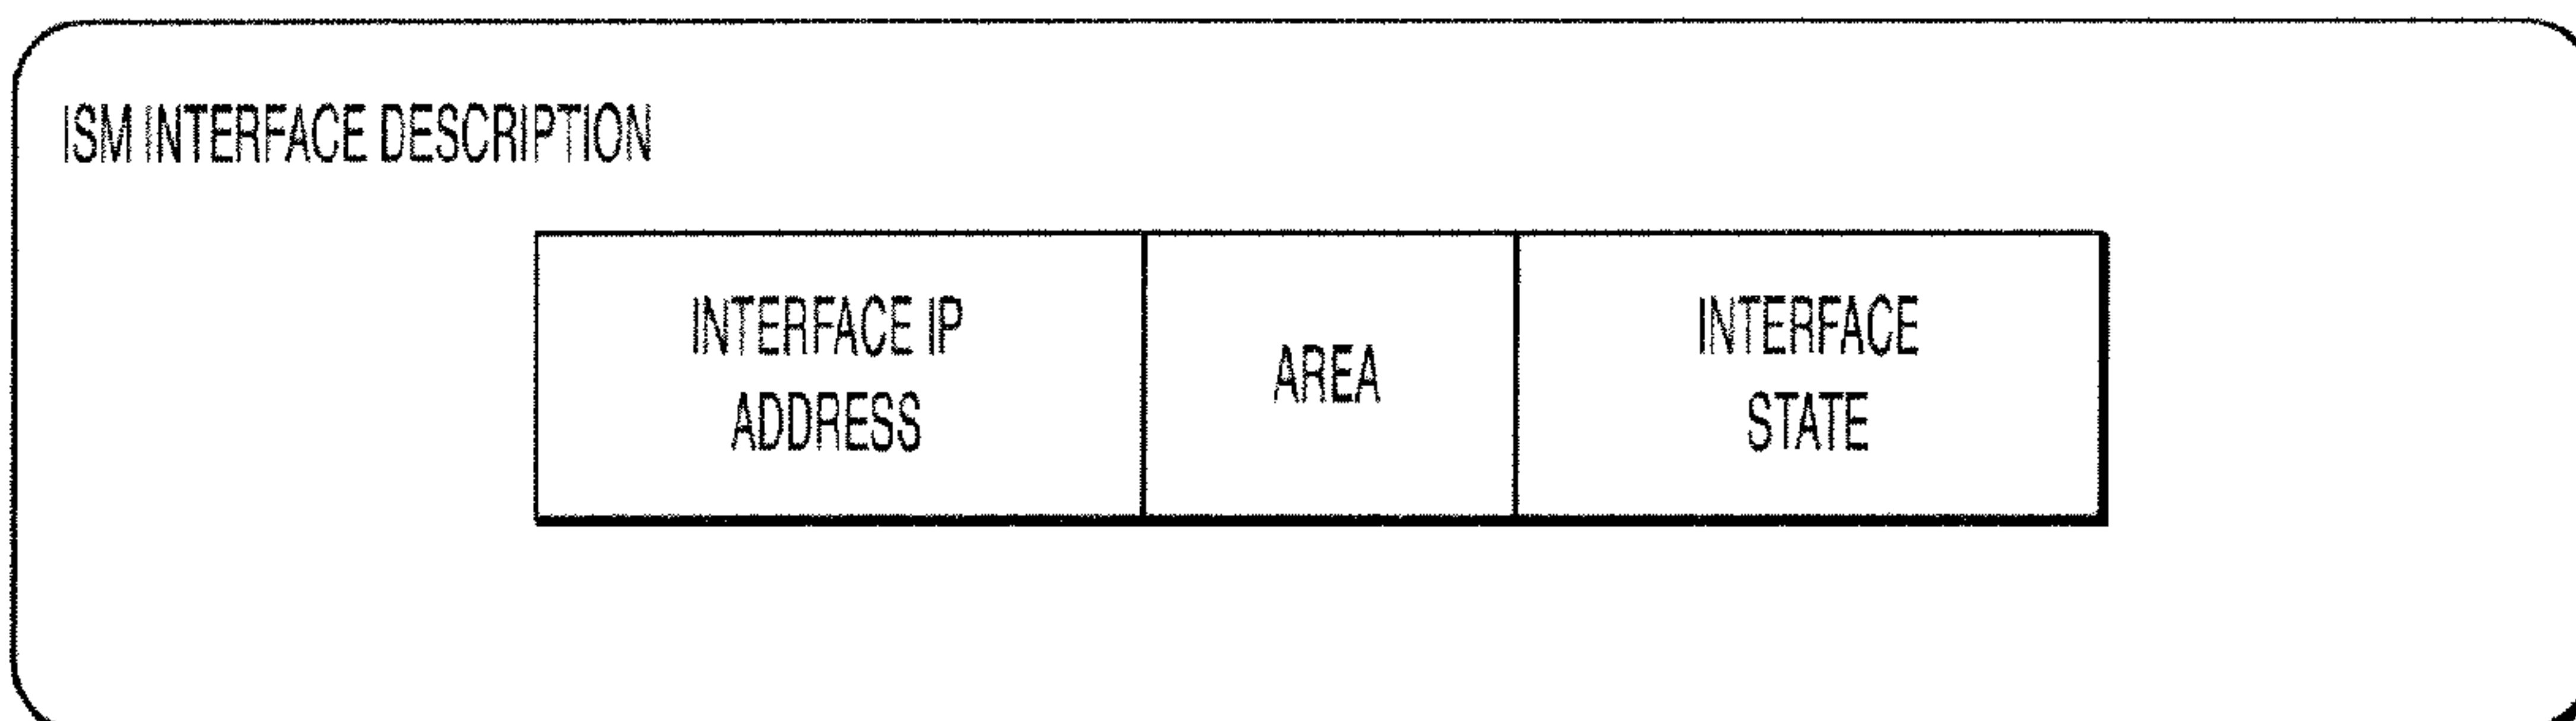 ISM INTERFACE DESCRIPTION
INTERFACE IP
ADDRESS
AREA
INTERFACE
STATE